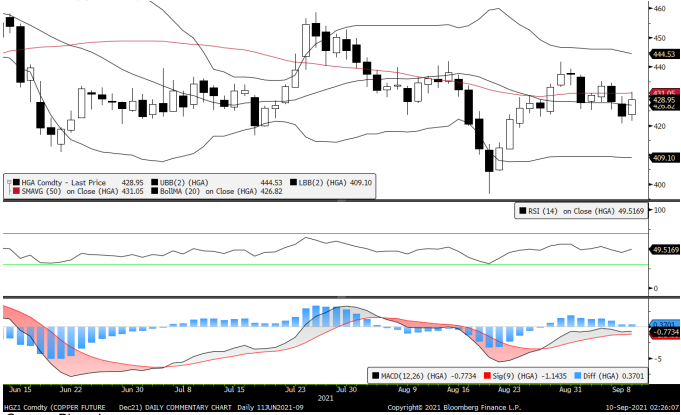 460
450
444.53
440
431.05
428.95
426.82
420
409.10
400
HGA Comdty - Last Price 428.95 UBB(2) (HGA) 444.53 LBB(2) (HGA) 409.10
SMAVG (50) on Close (HGA) 431.05 BollMA (20) on Close (HGA) 426.82
RSI (14) on Close (HGA) 49.5169
100
49.5169
0
0.3701
-0.7734
-5
MACD(12,26) (HGA) -0.7734 Sig(9) (HGA) -1.1435 Diff (HGA) 0.3701
Jun 15 Jun 22 Jun 30 Jul 8 Jul 15 Jul 22 Jul 30 Aug 9 Aug 16 Aug 23 Aug 31 Sep 8
2021
HGZ1 Comdty (COPPER FUTURE Dec21) DAILY COMMENTARY CHART Daily 11JUN2021-09 Copyright© 2021 Bloomberg Finance L.P. 10-Sep-2021 02:26:07